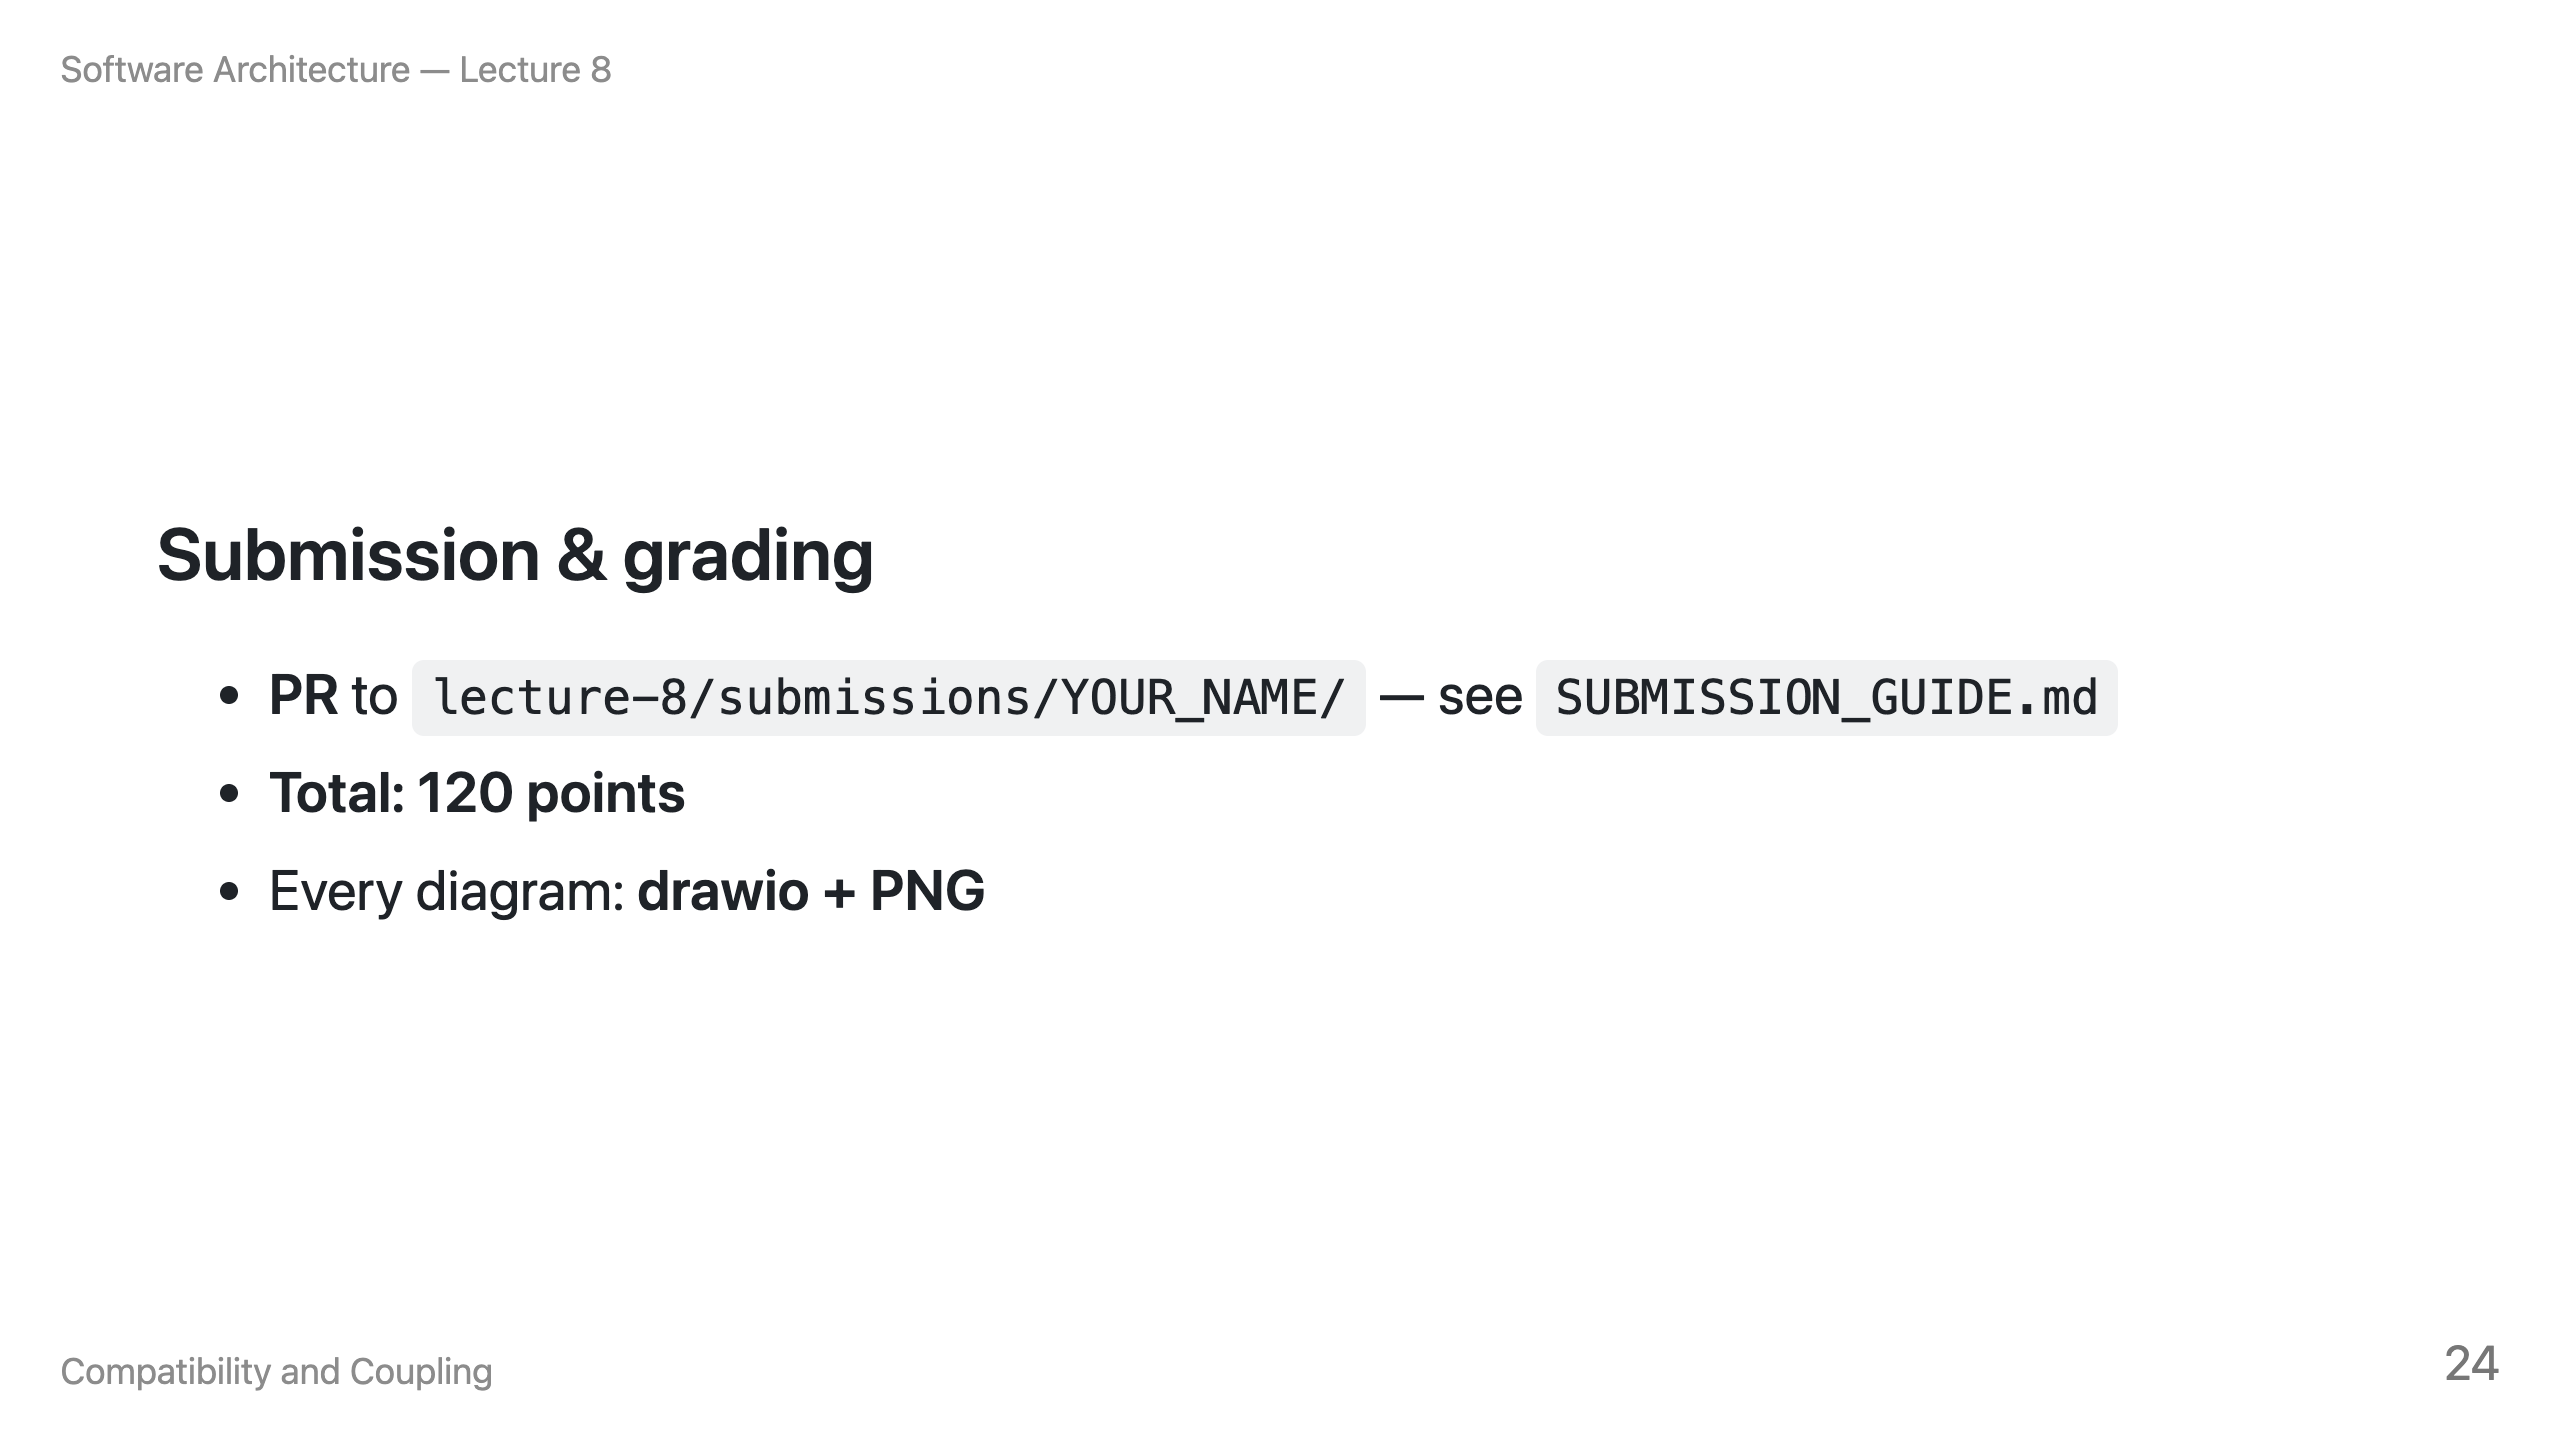 Software Architecture — Lecture 8
Submission & grading
• PR to lecture-8/submissions/YOUR_NAME/ — see SUBMISSION_GUIDE.md
• Total: 120 points
• Every diagram: drawio + PNG
Compatibility and Coupling
24